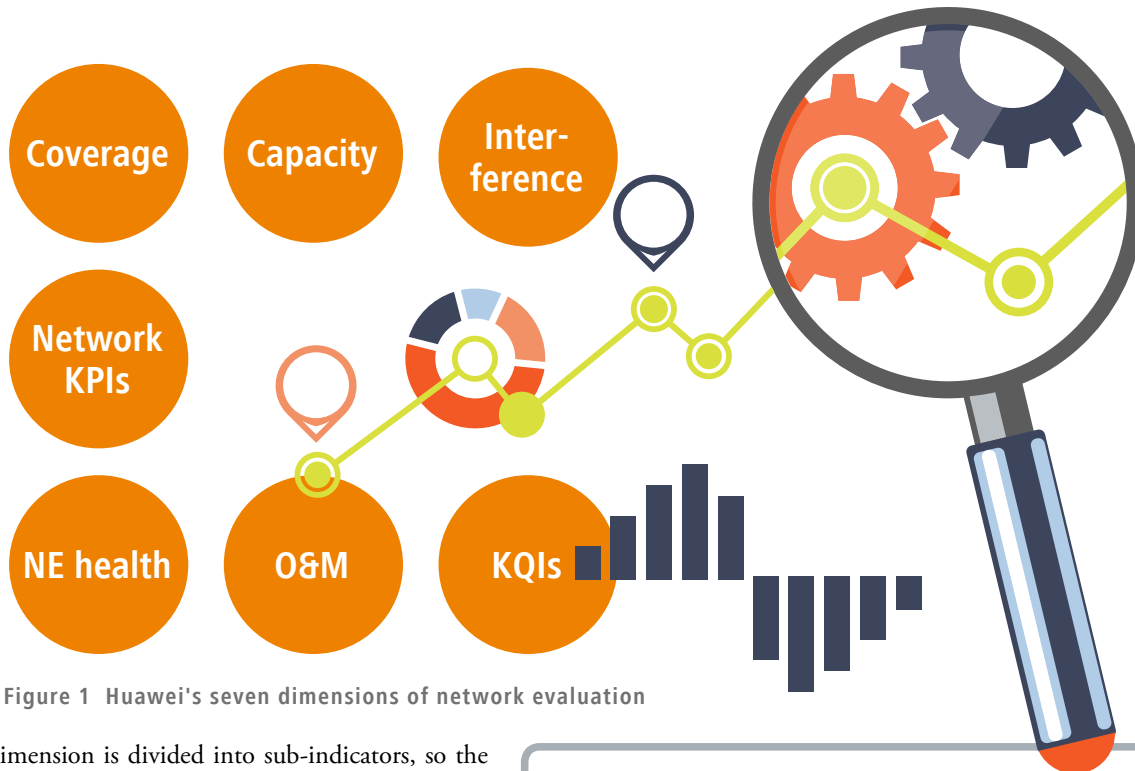 Coverage
Capacity
Inter-
ference
Network
KPIs
NE health
O&M
KQIs
Figure 1 Huawei's seven dimensions of network evaluation
imension is divided into sub-indicators, so the